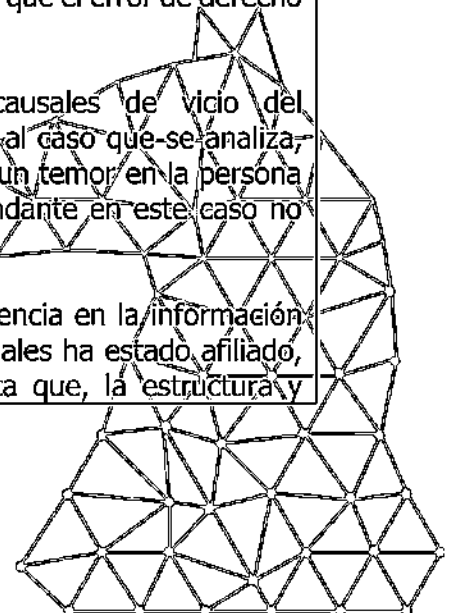 que el error de derecho
causales de vicio del
al caso que se analiza,
un temor en la persona
ndante en este caso no
encia en la información
ales ha estado afiliado,
ta que, la estructura y